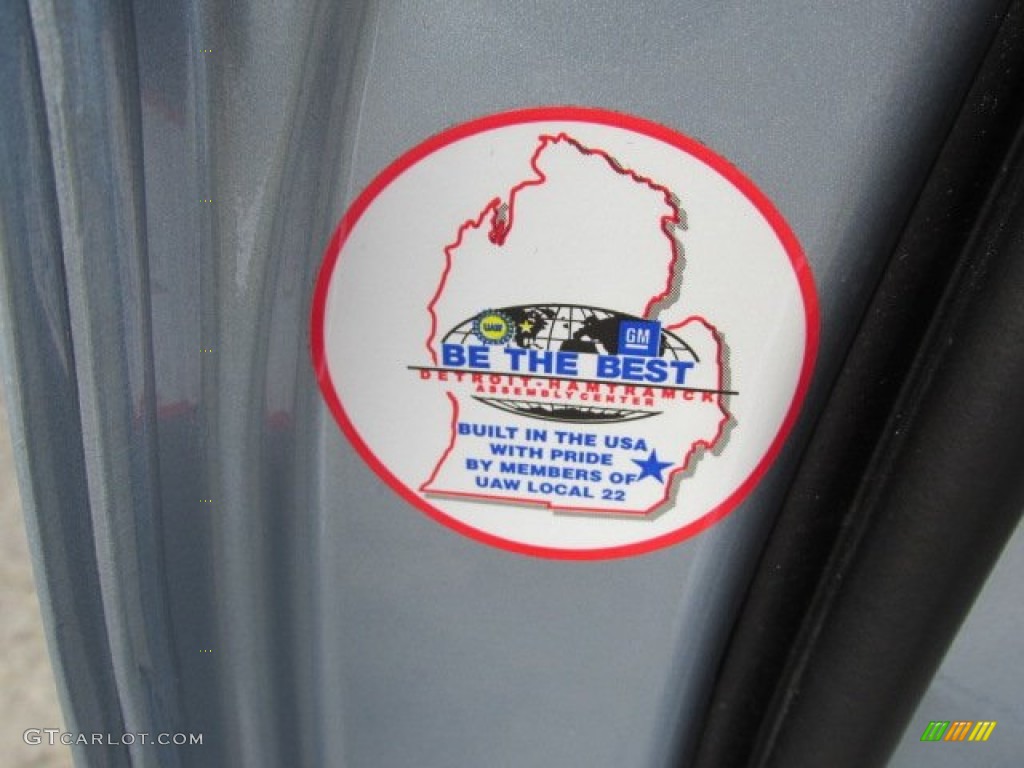 UAW
GM
BE THE BEST
DETROIT-HAMTRAMCK
ASSEMBLY CENTER
BUILT IN THE USA
WITH PRIDE
BY MEMBERS OF
UAW LOCAL 22
GTCARLOT.COM